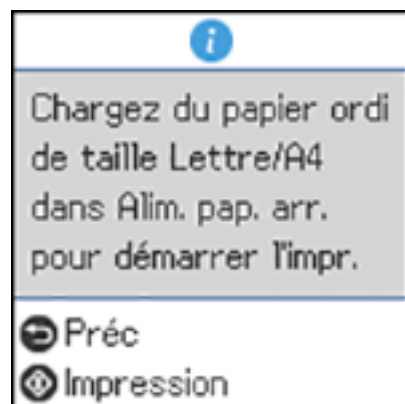 Chargez du papier ordi
de taille Lettre/A4
dans Alim. pap. arr.
pour démarrer l'impr.
Préc
Impression